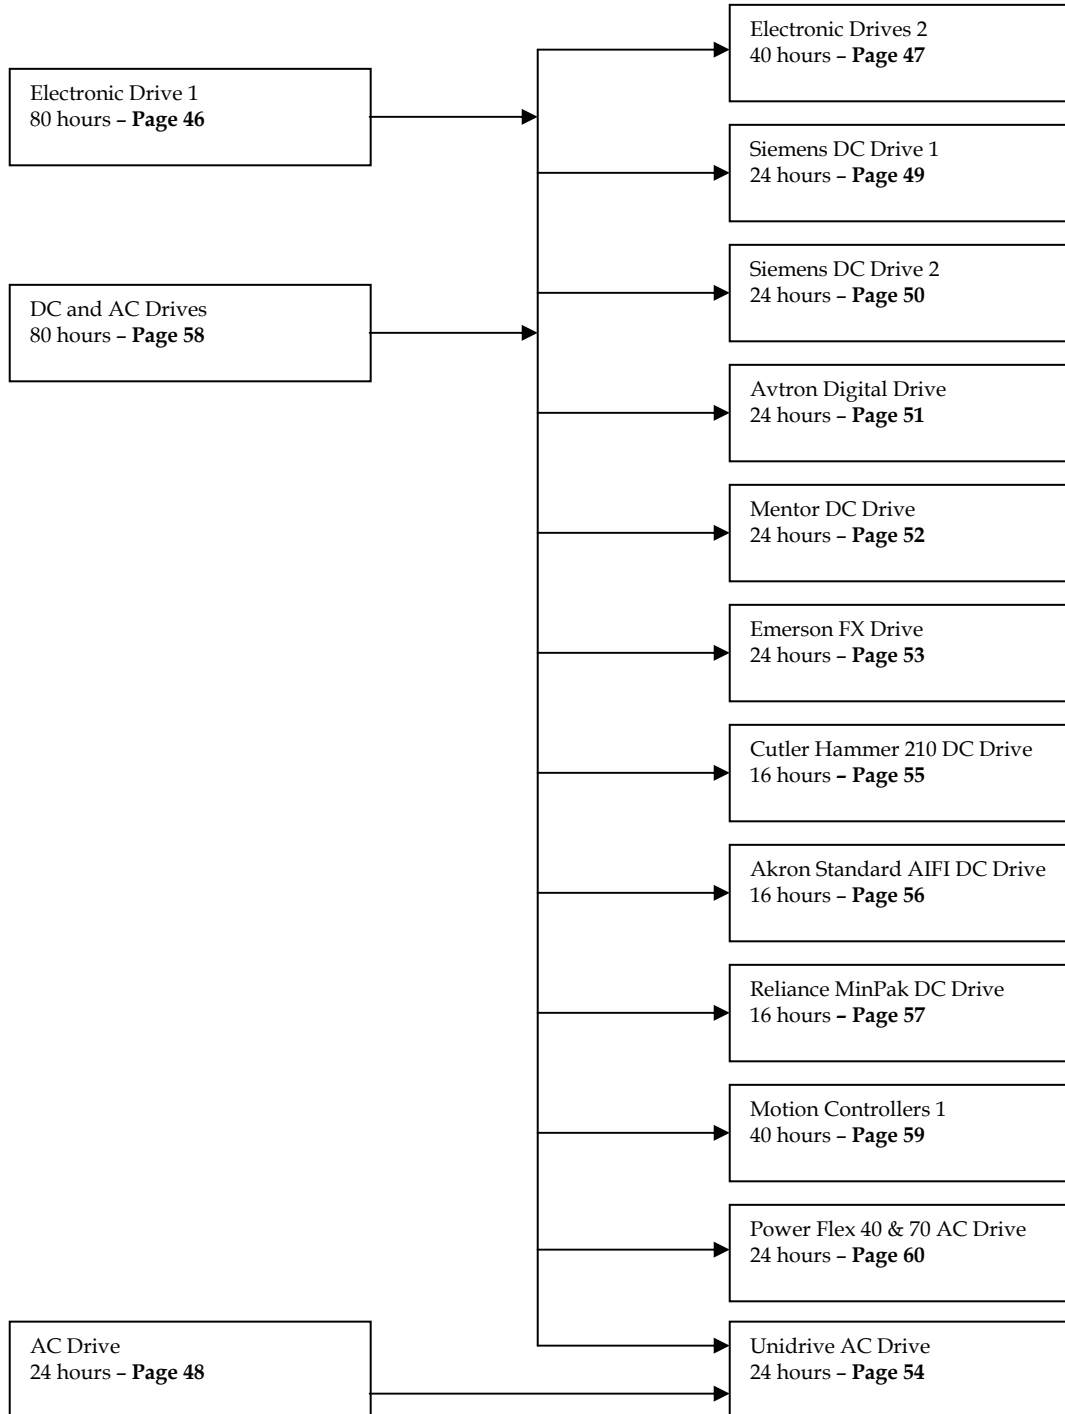 Electronic Drive 1
80 hours – Page 46
DC and AC Drives
80 hours – Page 58
AC Drive
24 hours – Page 48
Electronic Drives 2
40 hours – Page 47
Siemens DC Drive 1
24 hours – Page 49
Siemens DC Drive 2
24 hours – Page 50
Avtron Digital Drive
24 hours – Page 51
Mentor DC Drive
24 hours – Page 52
Emerson FX Drive
24 hours – Page 53
Cutler Hammer 210 DC Drive
16 hours – Page 55
Akron Standard AIFI DC Drive
16 hours – Page 56
Reliance MinPak DC Drive
16 hours – Page 57
Motion Controllers 1
40 hours – Page 59
Power Flex 40 & 70 AC Drive
24 hours – Page 60
Unidrive AC Drive
24 hours – Page 54